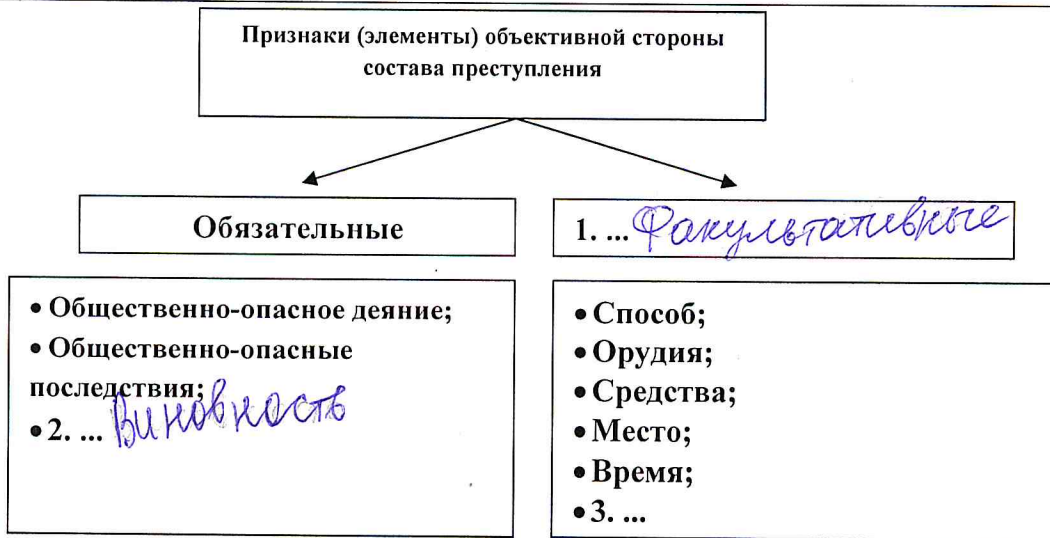 Признаки (элементы) объективной стороны
состава преступления
Обязательные
1. ... Факультативные
• Общественно-опасное деяние;
• Общественно-опасные
последствия;
• 2. ... Виновность
• Способ;
• Орудия;
• Средства;
• Место;
• Время;
• 3. ...